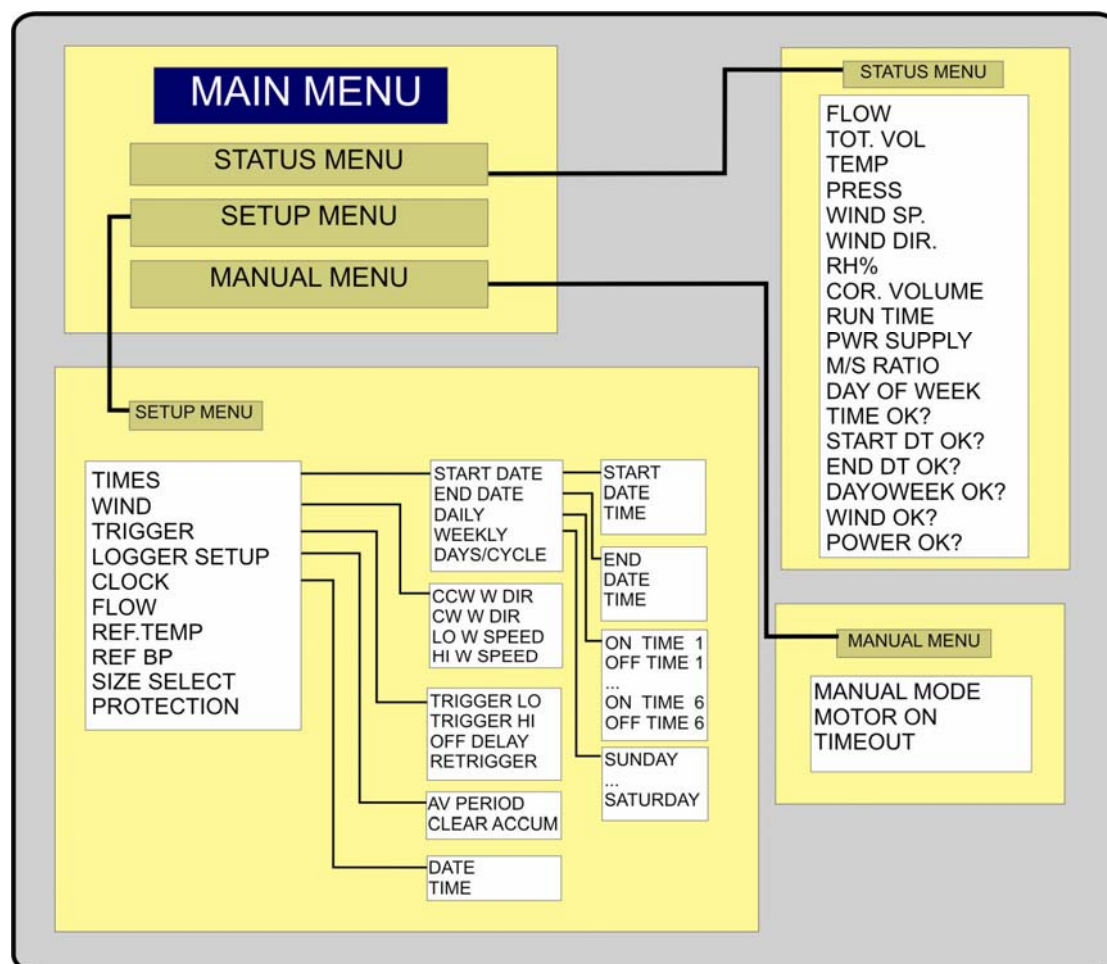 MAIN MENU
STATUS MENU
SETUP MENU
MANUAL MENU
STATUS MENU
FLOW
TOT. VOL
TEMP
PRESS
WIND SP.
WIND DIR.
RH%
COR. VOLUME
RUN TIME
PWR SUPPLY
M/S RATIO
DAY OF WEEK
TIME OK?
START DT OK?
END DT OK?
DAYOWEEK OK?
WIND OK?
POWER OK?
SETUP MENU
TIMES
WIND
TRIGGER
LOGGER SETUP
CLOCK
FLOW
REF.TEMP
REF BP
SIZE SELECT
PROTECTION
START DATE
END DATE
DAILY
WEEKLY
DAYS/CYCLE
CCW W DIR
CW W DIR
LO W SPEED
HI W SPEED
TRIGGER LO
TRIGGER HI
OFF DELAY
RETRIGGER
AV PERIOD
CLEAR ACCUM
DATE
TIME
START
DATE
TIME
END
DATE
TIME
ON TIME 1
OFF TIME 1
...
ON TIME 6
OFF TIME 6
SUNDAY
...
SATURDAY
MANUAL MENU
MANUAL MODE
MOTOR ON
TIMEOUT